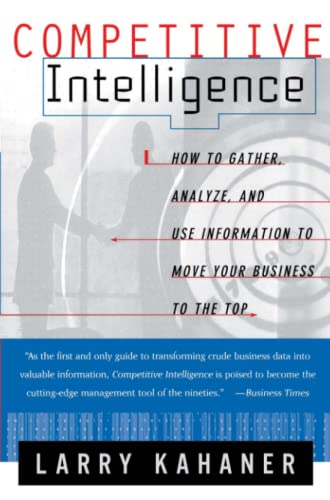 COMPETITIVE
Intelligence
HOW TO GATHER,
ANALYZE, AND
USE INFORMATION TO
MOVE YOUR BUSINESS
TO THE TOP
"As the first and only guide to transforming crude business data into
valuable information, Competitive Intelligence is poised to become the
cutting-edge management tool of the nineties." —Business Times
LARRY KAHANER